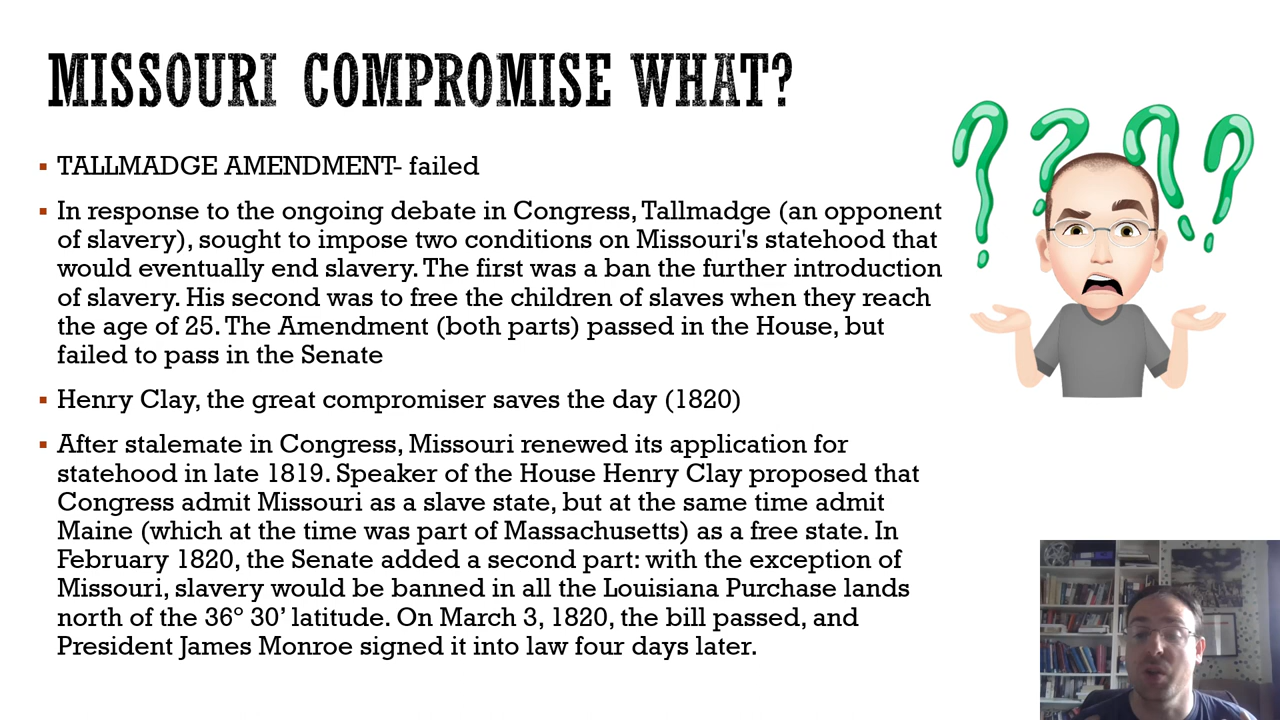 MISSOURI COMPROMISE WHAT?
TALLMADGE AMENDMENT- failed
In response to the ongoing debate in Congress, Tallmadge (an opponent
of slavery), sought to impose two conditions on Missouri's statehood that
would eventually end slavery. The first was a ban the further introduction
of slavery. His second was to free the children of slaves when they reach
the age of 25. The Amendment (both parts) passed in the House, but
failed to pass in the Senate
Henry Clay, the great compromiser saves the day (1820)
After stalemate in Congress, Missouri renewed its application for
statehood in late 1819. Speaker of the House Henry Clay proposed that
Congress admit Missouri as a slave state, but at the same time admit
Maine (which at the time was part of Massachusetts) as a free state. In
February 1820, the Senate added a second part: with the exception of
Missouri, slavery would be banned in all the Louisiana Purchase lands
north of the 36º 30’ latitude. On March 3, 1820, the bill passed, and
President James Monroe signed it into law four days later.